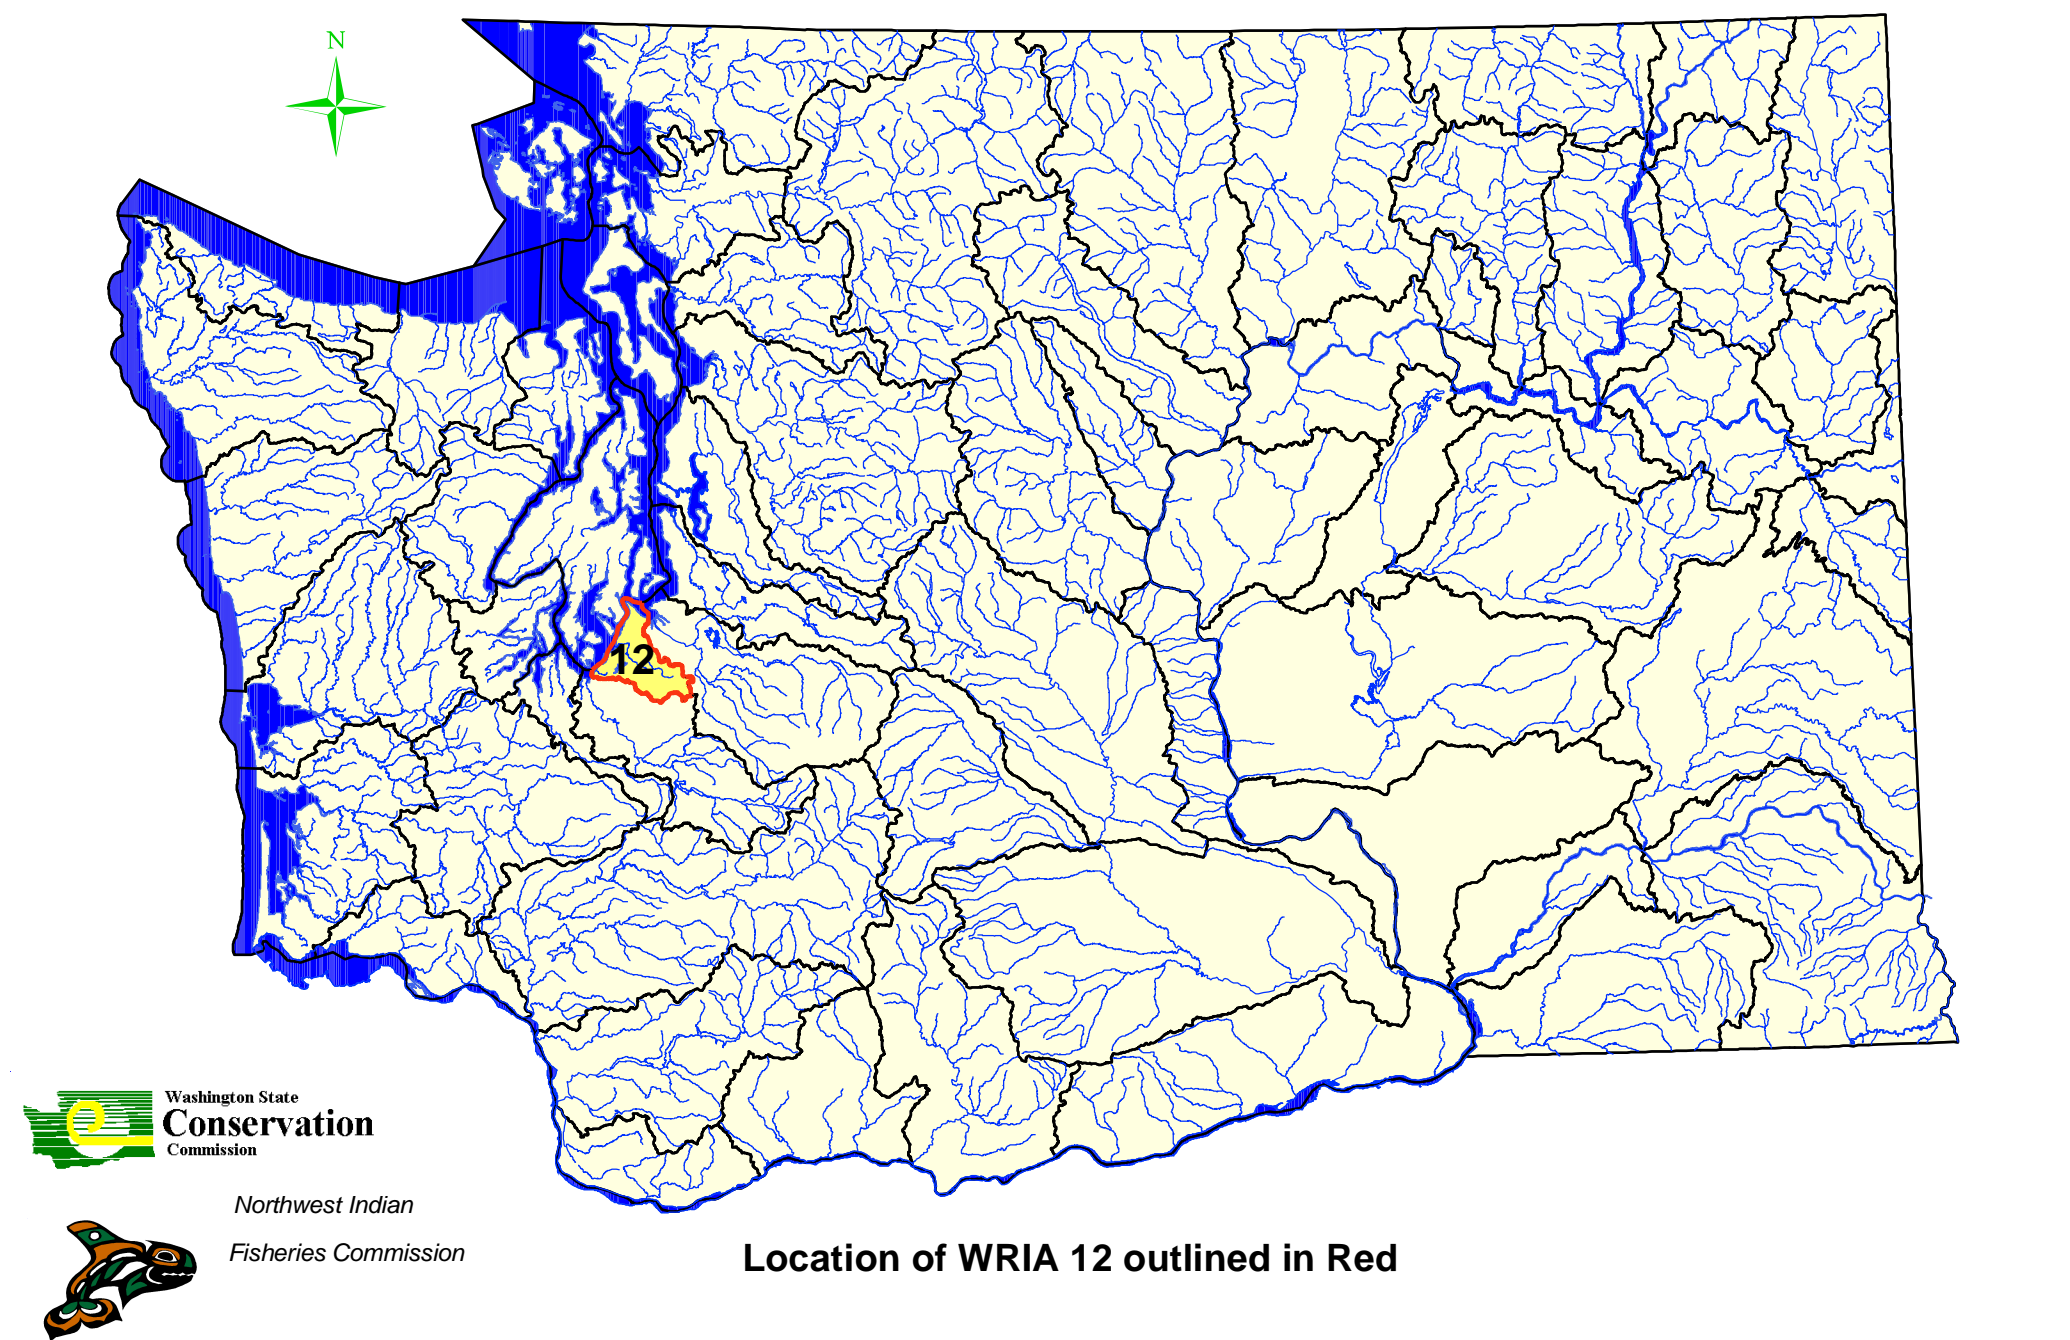 N
12
Washington State
Conservation
Commission
Northwest Indian
Fisheries Commission
Location of WRIA 12 outlined in Red